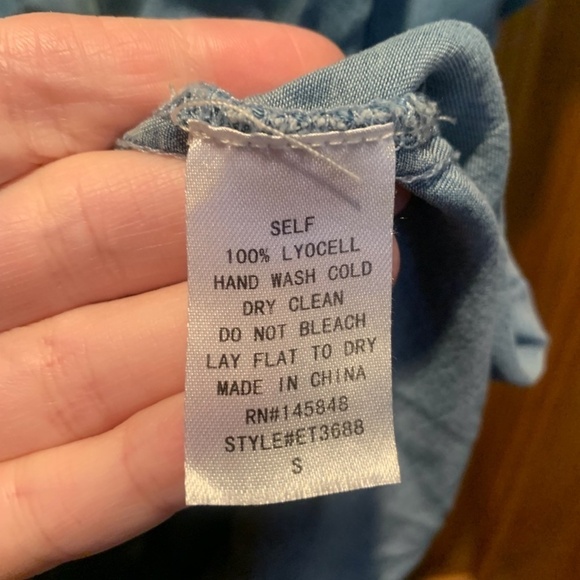 SELF
100% LYOCELL
HAND WASH COLD
DRY CLEAN
DO NOT BLEACH
LAY FLAT TO DRY
MADE IN CHINA
RN#145848
STYLE#ET3688
S